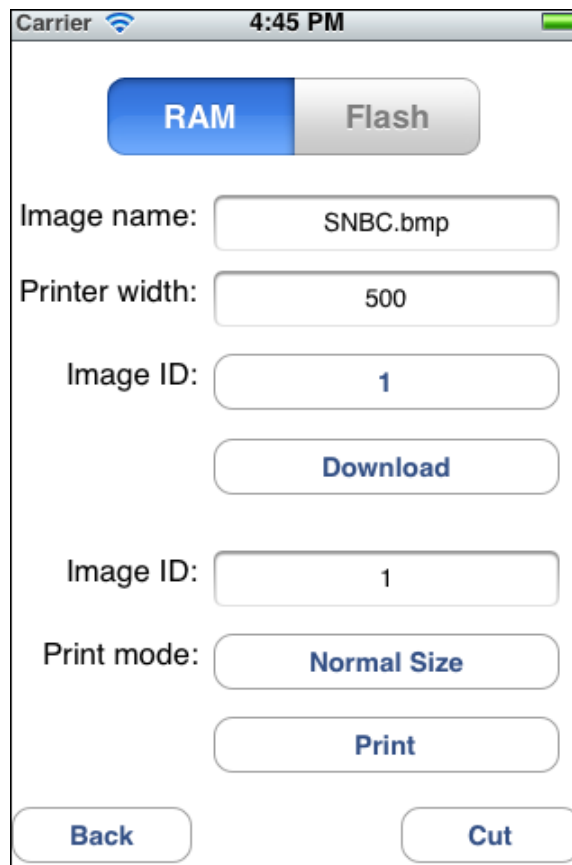 Carrier 4:45 PM
RAM Flash
Image name: SNBC.bmp
Printer width: 500
Image ID: 1
Download
Image ID: 1
Print mode: Normal Size
Print
Back Cut